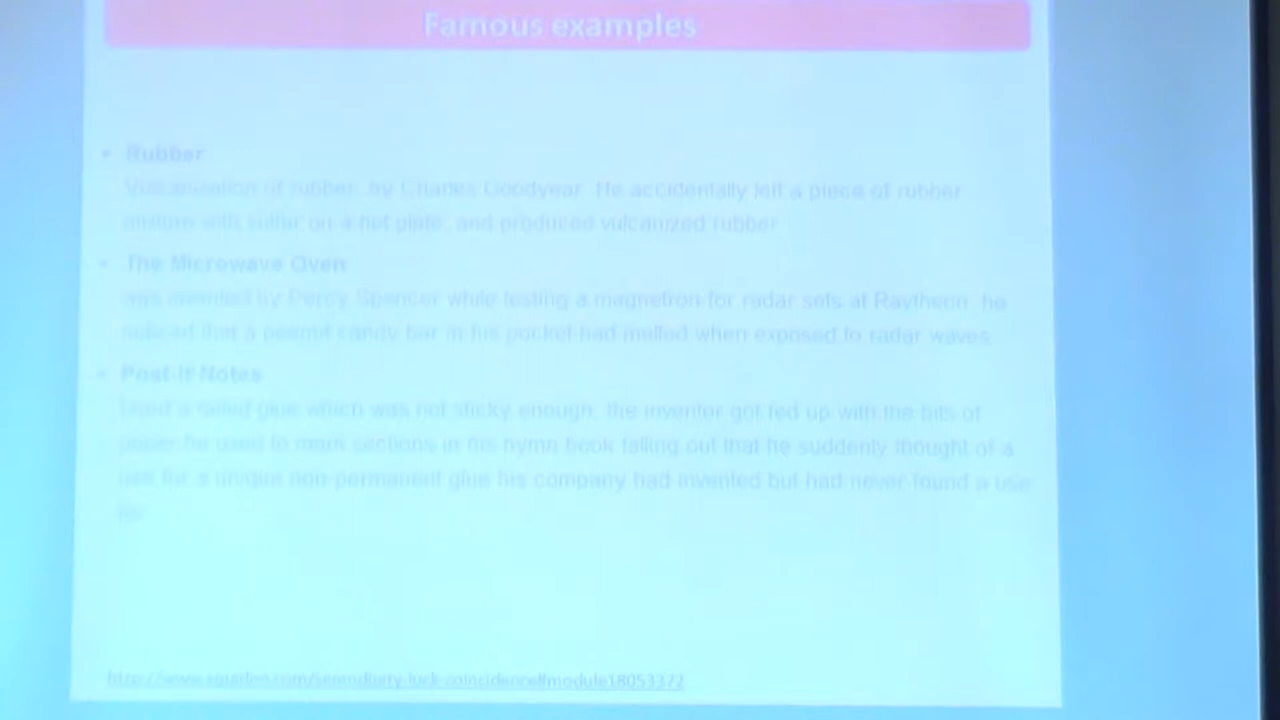 Famous examples
• Rubber
Vulcanization of rubber, by Charles Goodyear. He accidentally left a piece of rubber
mixture with sulfur on a hot plate, and produced vulcanized rubber
• The Microwave Oven
was invented by Percy Spencer while testing a magnetron for radar sets at Raytheon, he
noticed that a peanut candy bar in his pocket had melted when exposed to radar waves.
• Post-it Notes
a failed glue which was not sticky enough, the inventor got fed up with the bits of
paper he used to mark sections in his hymn book falling out that he suddenly thought of a
use for a unique non-permanent glue his company had invented but had never found a use
for
http://www.squidoo.com/serendipity-luck-coincidence#module18053372